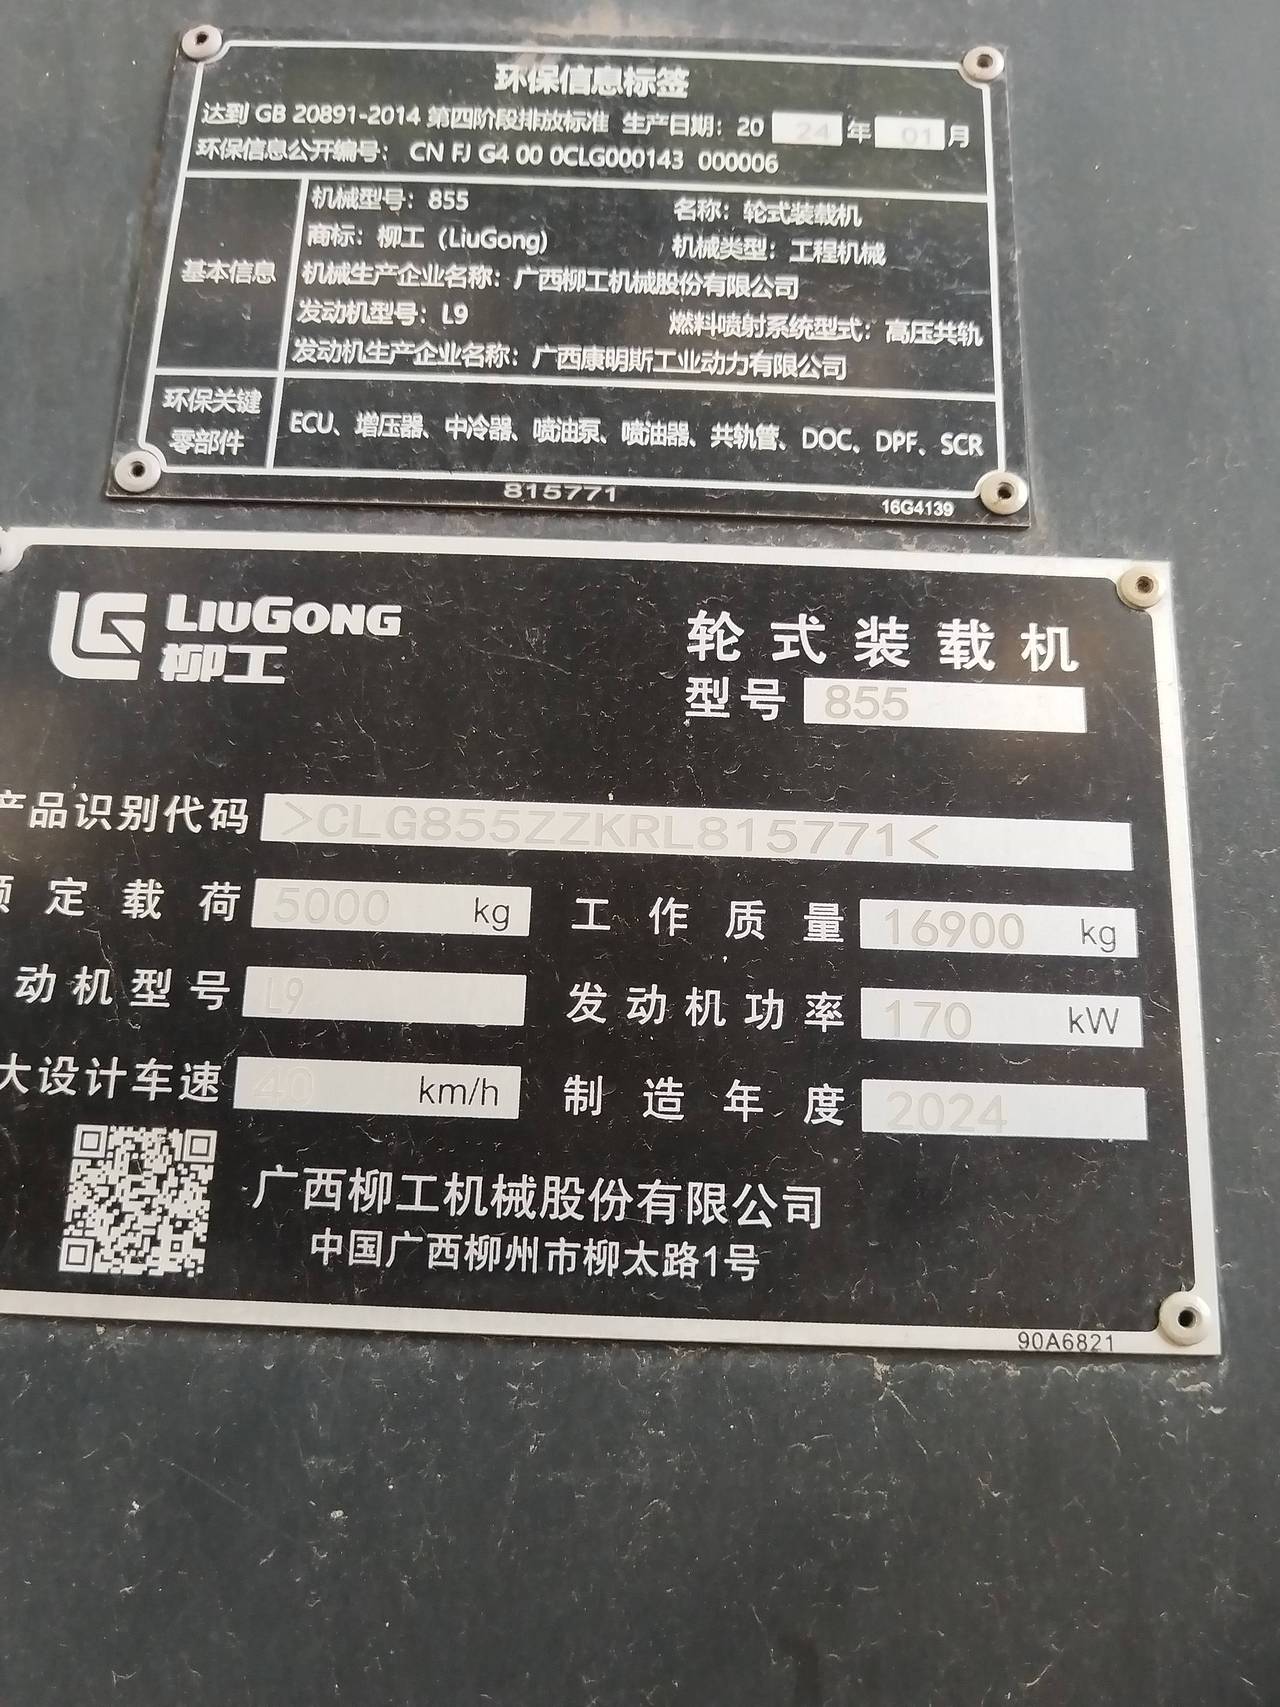 环保信息标签
达到 GB 20891-2014 第四阶段排放标准 生产日期：20 24 年 01 月
环保信息公开编号： CN FJ G4 00 0CLG000143 000006
基本信息
机械型号：855 名称：轮式装载机
商标：柳工（LiuGong） 机械类型：工程机械
机械生产企业名称：广西柳工机械股份有限公司
发动机型号：L9 燃料喷射系统型式：高压共轨
发动机生产企业名称：广西康明斯工业动力有限公司
环保关键
零部件
ECU、增压器、中冷器、喷油泵、喷油器、共轨管、DOC、DPF、SCR
815771
16G4139
LIUGONG
柳工
轮式装载机
型号 855
产品识别代码 >CLG855ZZKRL815771<
额定载荷 5000 kg 工作质量 16900 kg
动机型号 L9 发动机功率 170 kW
大设计车速 40 km/h 制造年度 2024
广西柳工机械股份有限公司
中国广西柳州市柳太路1号
90A6821